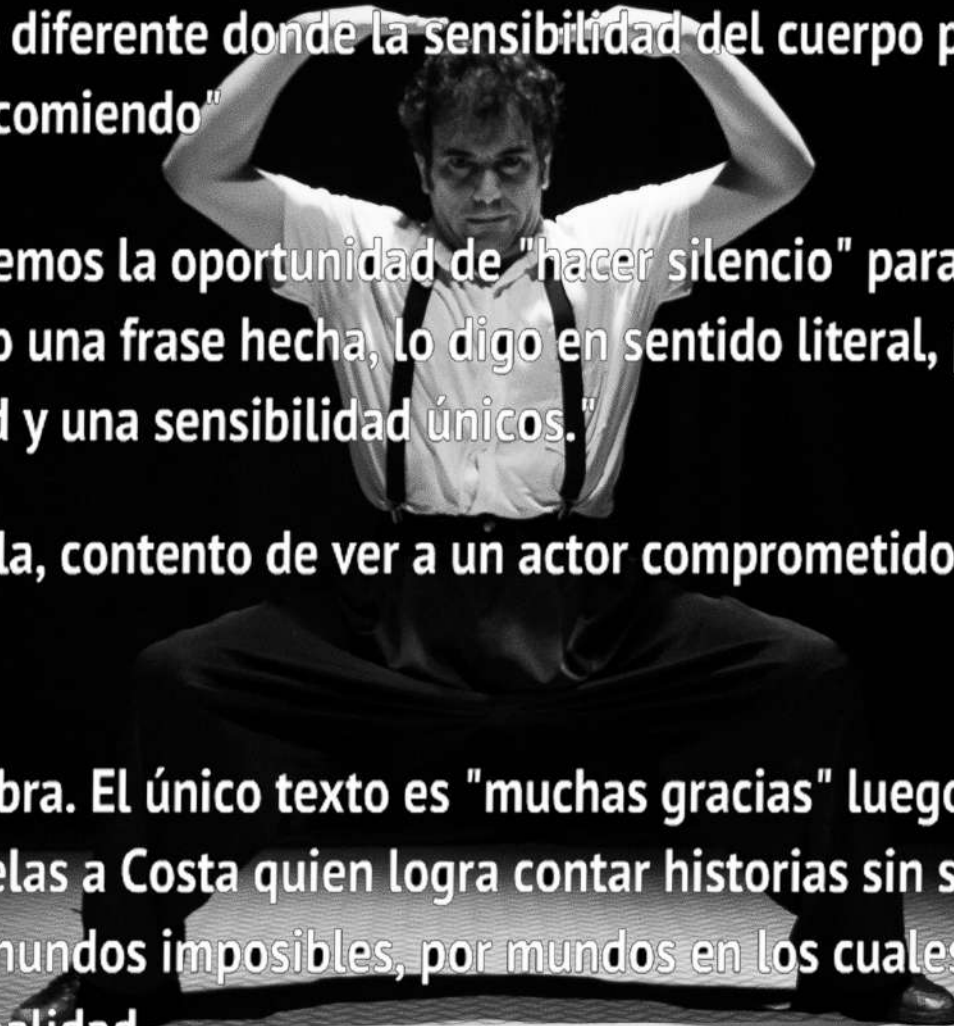 diferente donde la sensibilidad del cuerpo
comiendo"
emos la oportunidad de "hacer silencio" para
una frase hecha, lo digo en sentido literal,
y una sensibilidad únicos."
la, contento de ver a un actor comprometido
bra. El único texto es "muchas gracias" luego
elas a Costa quien logra contar historias sin
mundos imposibles, por mundos en los cuales